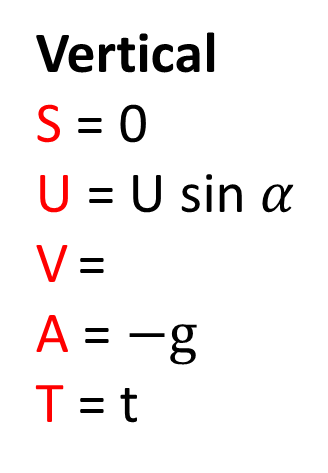 Vertical
S = 0
U = U sin α
V =
A = −g
T = t